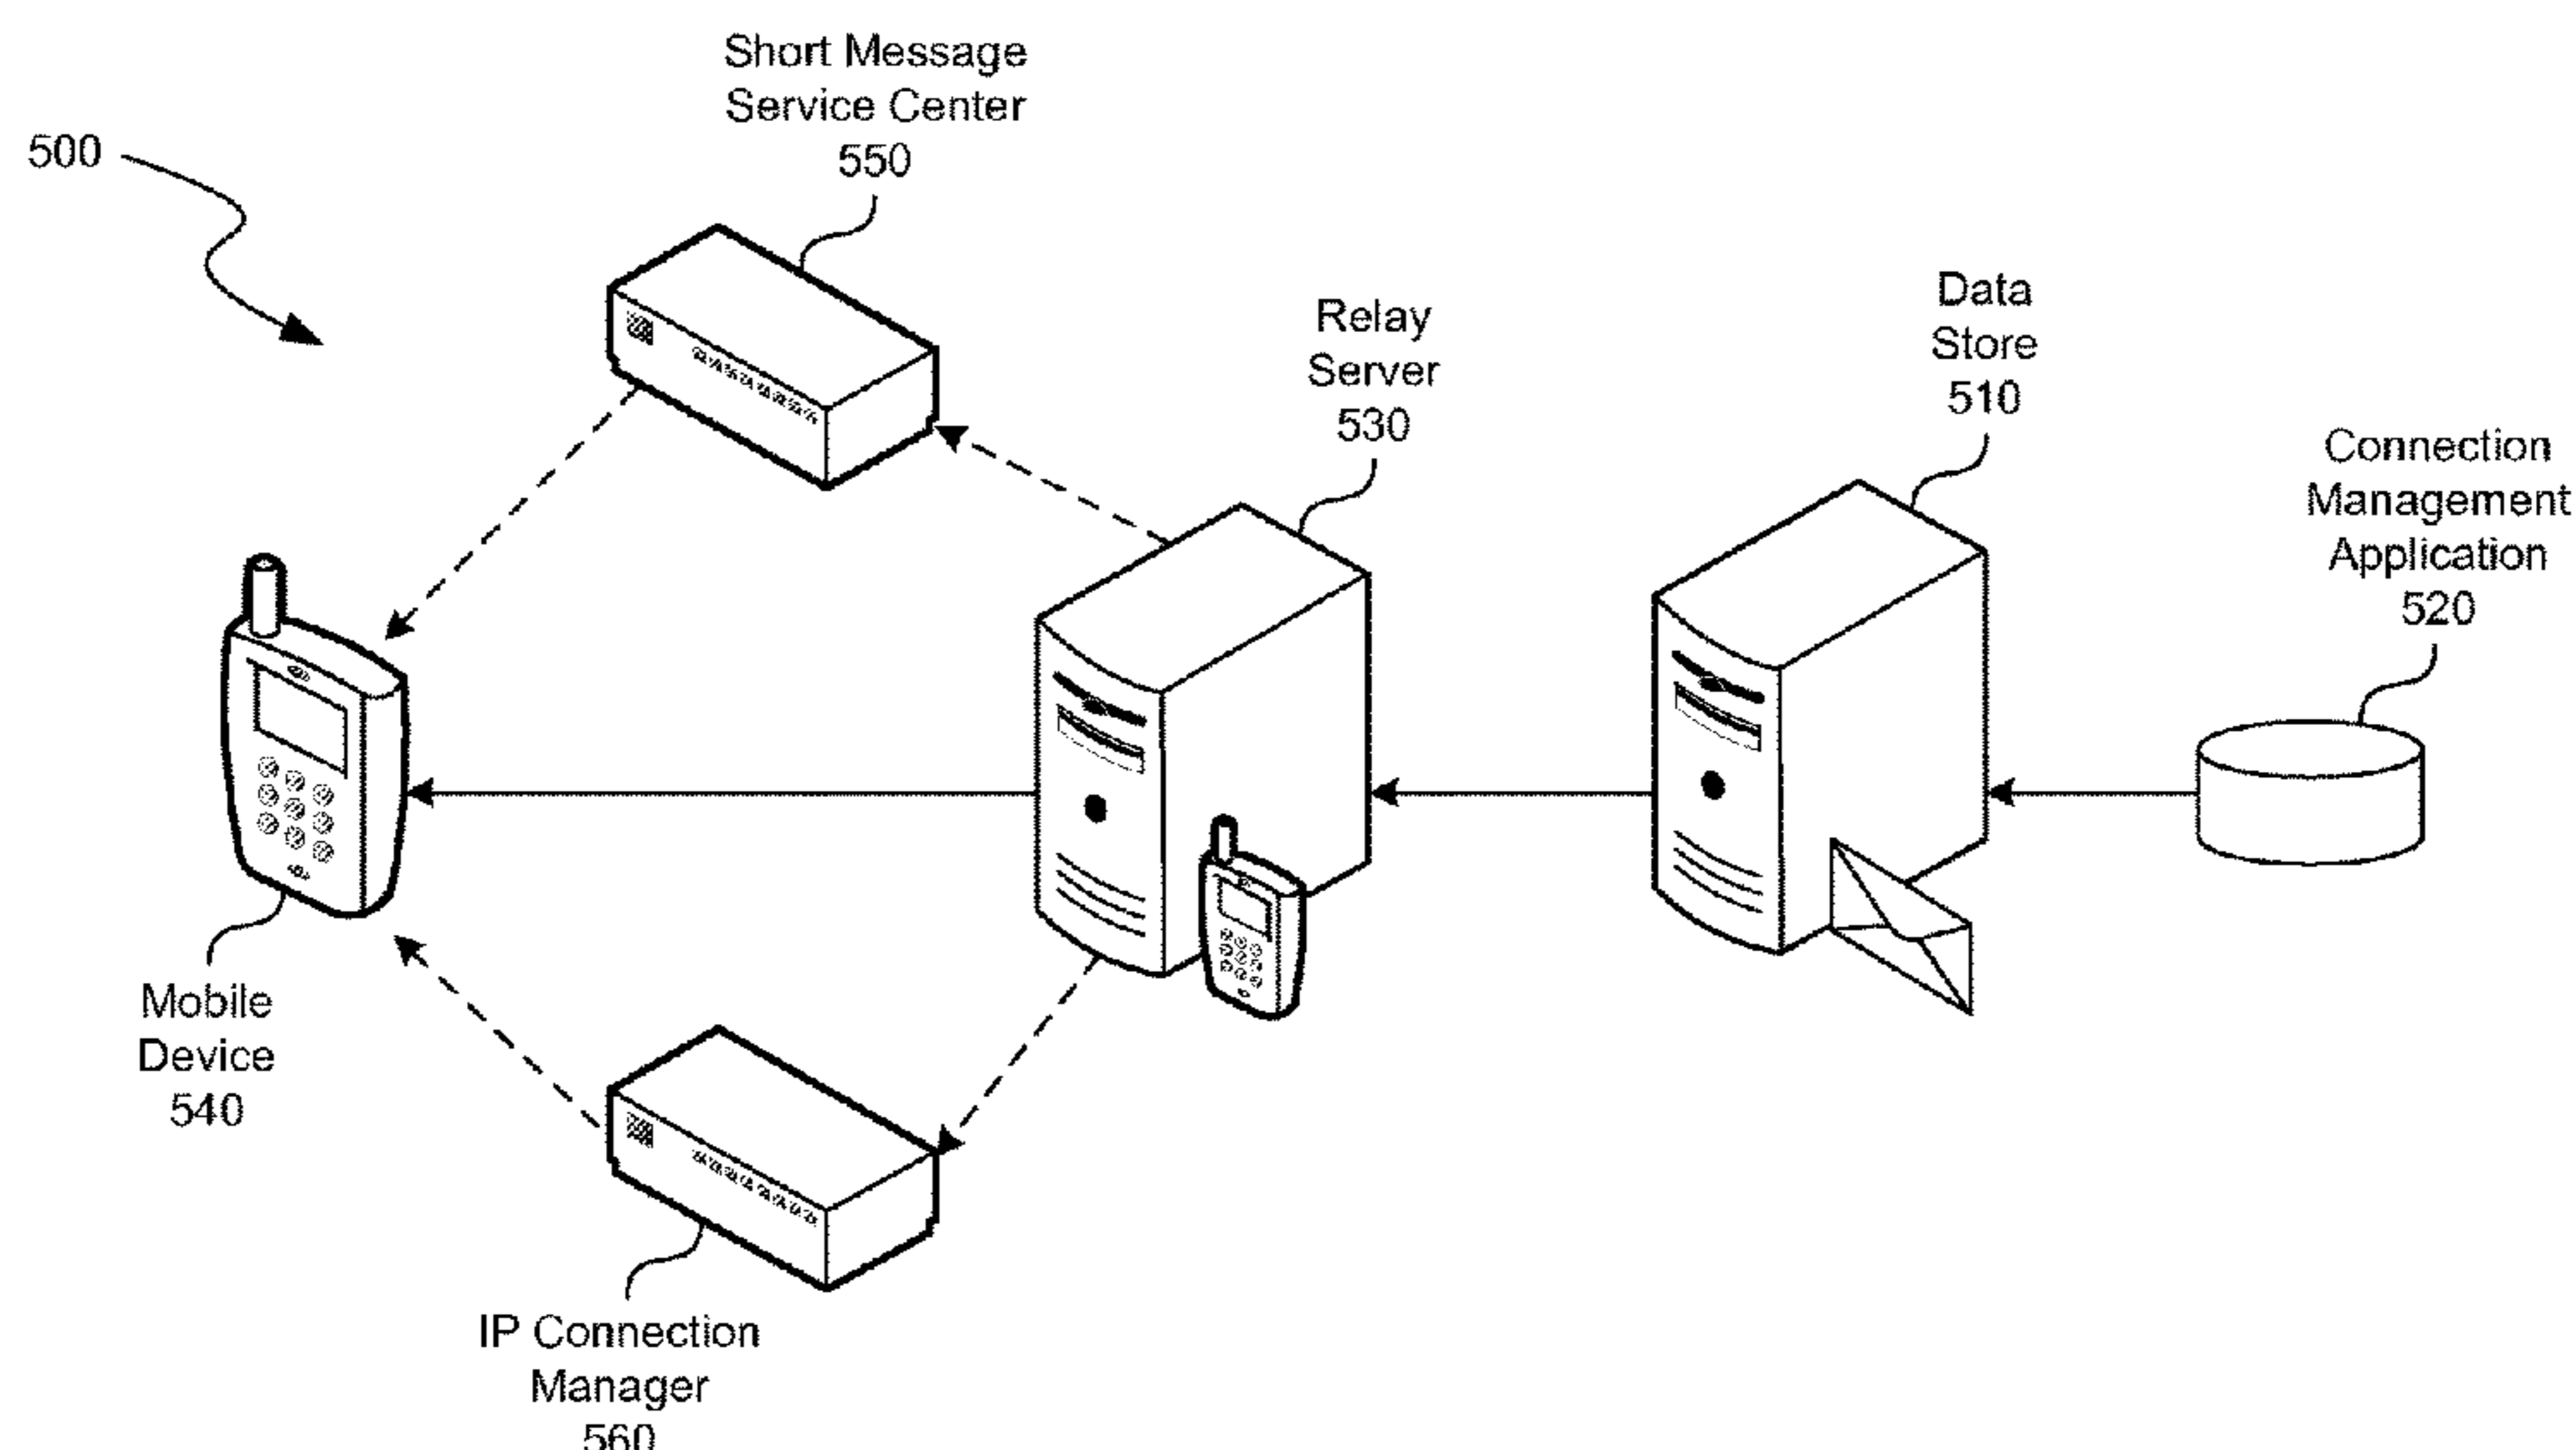 Short Message
Service Center
550
500
Relay
Server
530
Data
Store
510
Connection
Management
Application
520
Mobile
Device
540
IP Connection
Manager
560